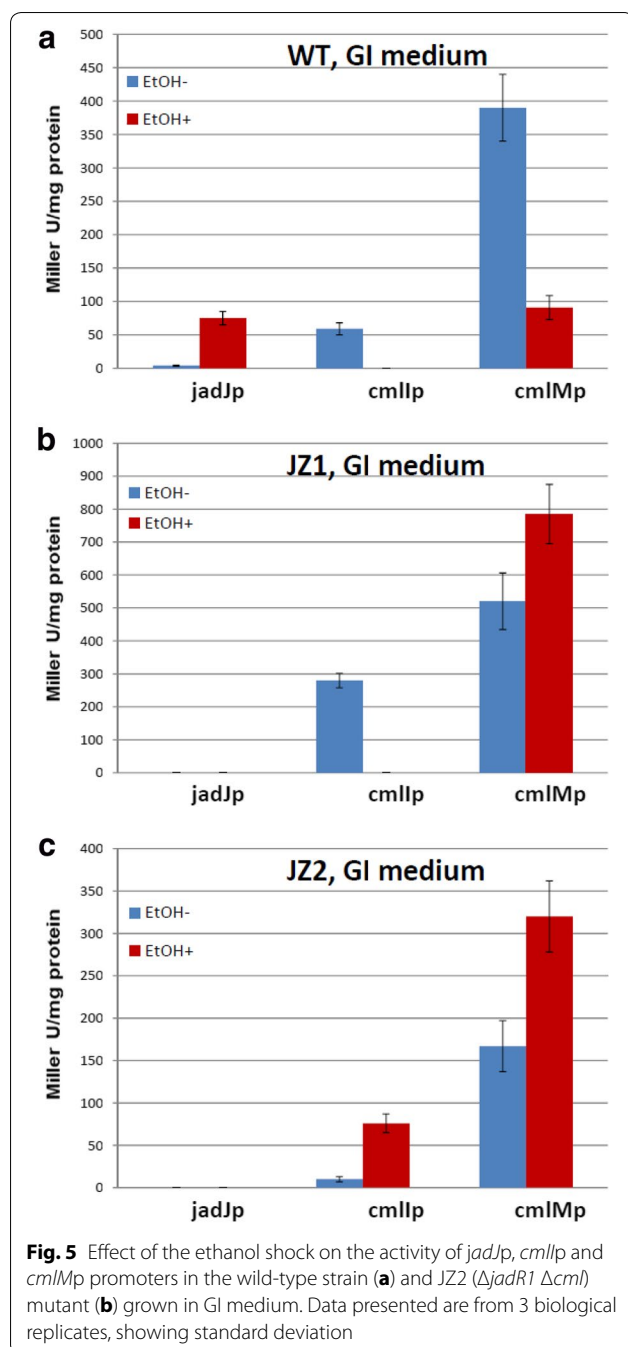 a
WT, GI medium
EtOH-
EtOH+
Miller U/mg protein
500
450
400
350
300
250
200
150
100
50
0
jadJp
cmlIp
cmlMp
b
JZ1, GI medium
EtOH-
EtOH+
Miller U/mg protein
1000
900
800
700
600
500
400
300
200
100
0
jadJp
cmlIp
cmlMp
c
JZ2, GI medium
EtOH-
EtOH+
Miller U/mg protein
400
350
300
250
200
150
100
50
0
jadJp
cmlIp
cmlMp
Fig. 5 Effect of the ethanol shock on the activity of jadJp, cmlIp and
cmlMp promoters in the wild-type strain (a) and JZ2 (ΔjadR1 Δcml)
mutant (b) grown in GI medium. Data presented are from 3 biological
replicates, showing standard deviation